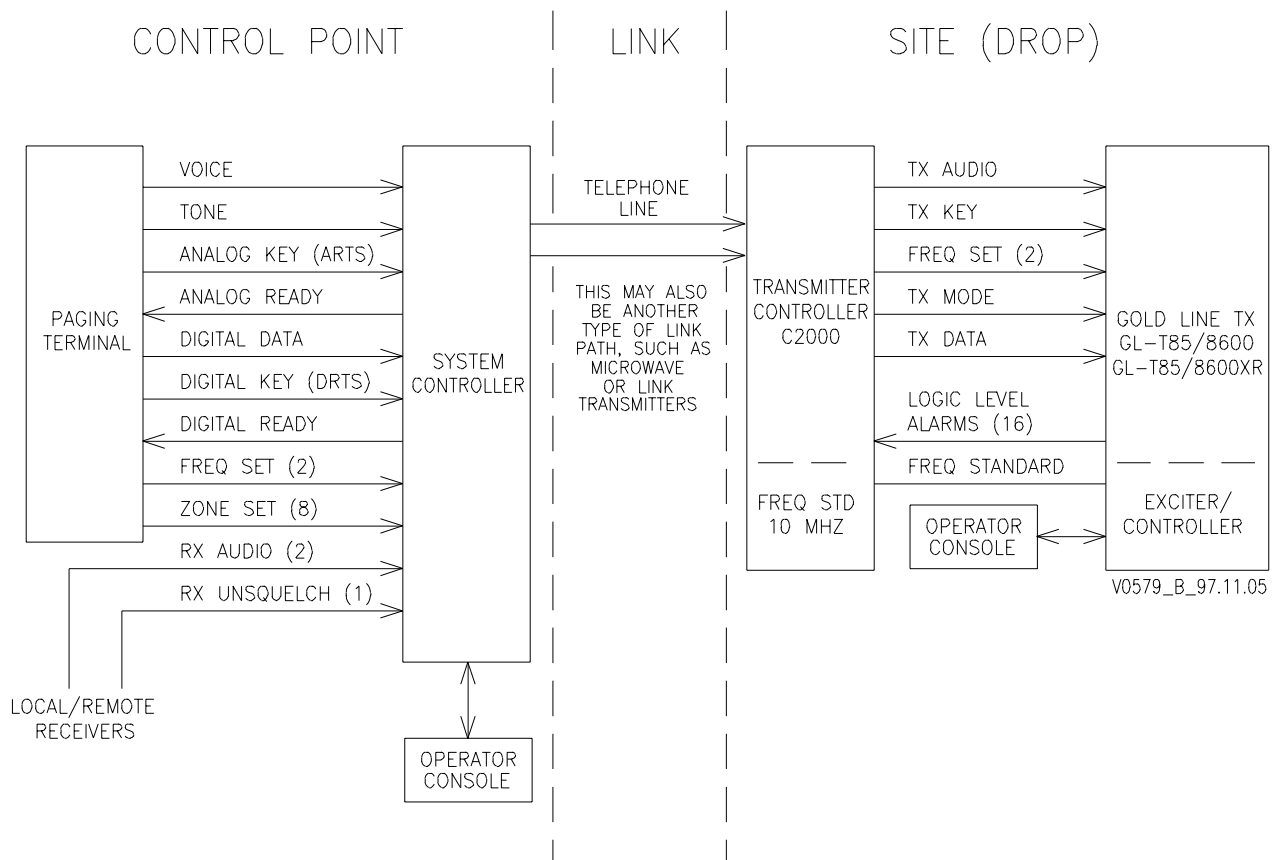 CONTROL POINT
LINK
SITE (DROP)
PAGING
TERMINAL
VOICE
TONE
ANALOG KEY (ARTS)
ANALOG READY
DIGITAL DATA
DIGITAL KEY (DRTS)
DIGITAL READY
FREQ SET (2)
ZONE SET (8)
RX AUDIO (2)
RX UNSQUELCH (1)
LOCAL/REMOTE
RECEIVERS
SYSTEM
CONTROLLER
OPERATOR
CONSOLE
TELEPHONE
LINE
THIS MAY ALSO
BE ANOTHER
TYPE OF LINK
PATH, SUCH AS
MICROWAVE
OR LINK
TRANSMITTERS
TRANSMITTER
CONTROLLER
C2000
FREQ STD
10 MHZ
TX AUDIO
TX KEY
FREQ SET (2)
TX MODE
TX DATA
LOGIC LEVEL
ALARMS (16)
FREQ STANDARD
OPERATOR
CONSOLE
GOLD LINE TX
GL-T85/8600
GL-T85/8600XR
EXCITER/
CONTROLLER
V0579_B_97.11.05